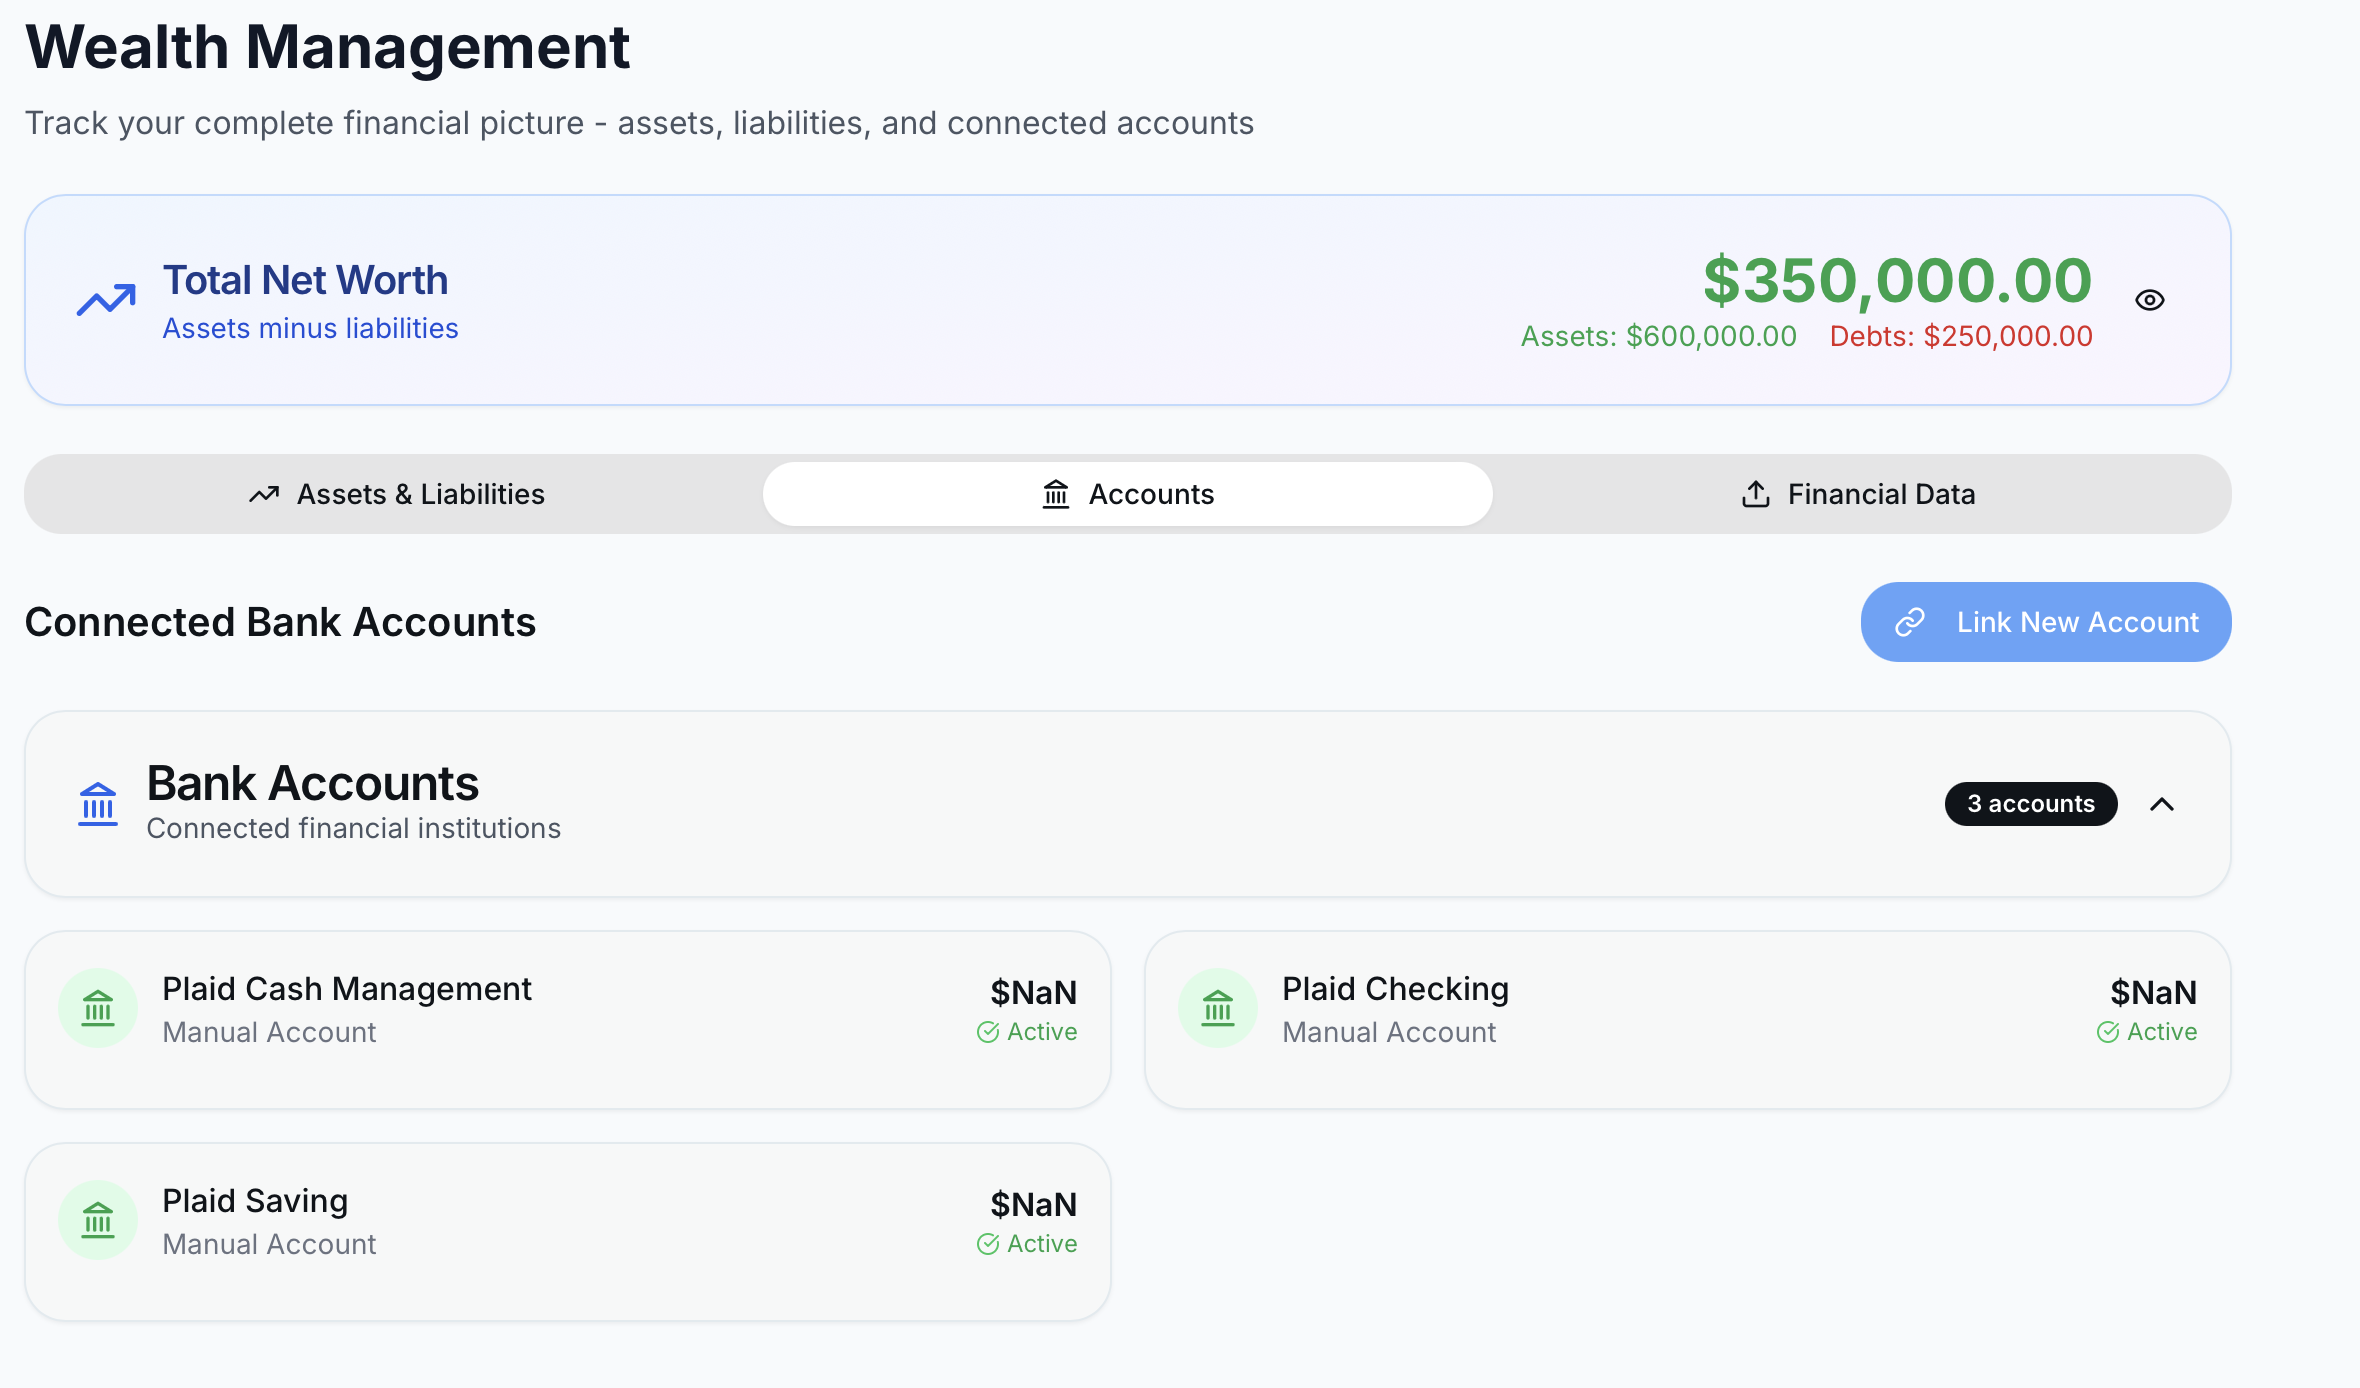 Wealth Management
Track your complete financial picture - assets, liabilities, and connected accounts
Total Net Worth
Assets minus liabilities
$350,000.00
Assets: $600,000.00 Debts: $250,000.00
Assets & Liabilities
Accounts
Financial Data
Connected Bank Accounts
Link New Account
Bank Accounts
Connected financial institutions
3 accounts
Plaid Cash Management
Manual Account
$NaN
Active
Plaid Checking
Manual Account
$NaN
Active
Plaid Saving
Manual Account
$NaN
Active